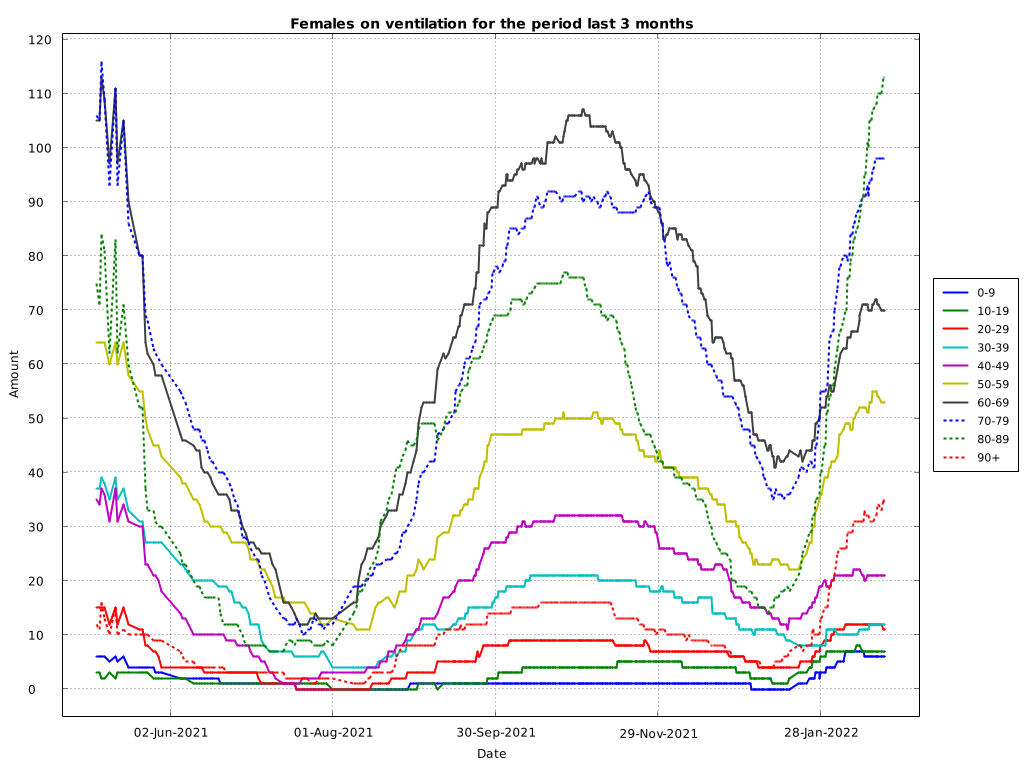 Females on ventilation for the period last 3 months
120
110
100
90
80
70
60
50
40
30
20
10
0
Amount
02-Jun-2021
01-Aug-2021
30-Sep-2021
29-Nov-2021
28-Jan-2022
Date
0-9
10-19
20-29
30-39
40-49
50-59
60-69
70-79
80-89
90+